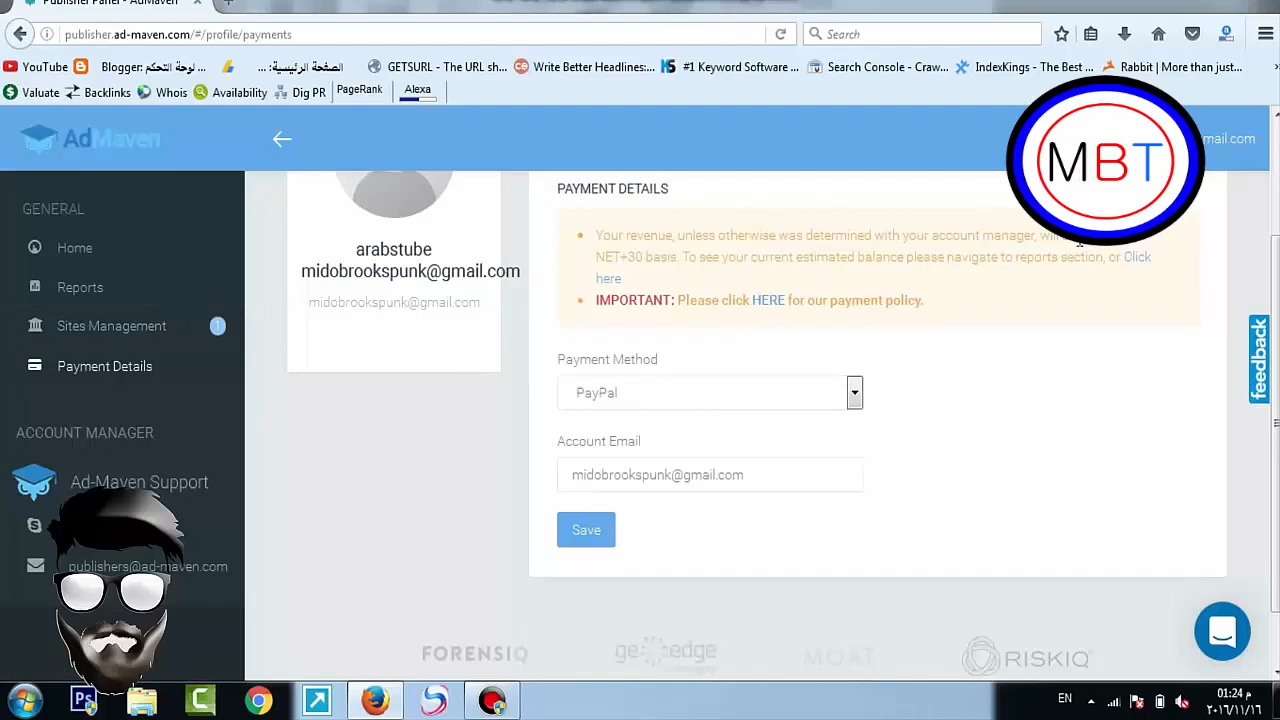 Publisher Panel - AdMaven
publisher.ad-maven.com/#/profile/payments
Search
YouTube
Blogger: لوحة التحكم ...
الصفحة الرئيسية: ...
GETSURL - The URL sh...
Write Better Headlines:...
#1 Keyword Software ...
Search Console - Craw...
IndexKings - The Best ...
Rabbit | More than just...
Valuate
Backlinks
Whois
Availability
Dig PR
PageRank
Alexa
AdMaven
mail.com
MBT
GENERAL
Home
Reports
Sites Management
1
Payment Details
ACCOUNT MANAGER
Ad-Maven Support
publishers@ad-maven.com
arabstube
midobrookspunk@gmail.com
midobrookspunk@gmail.com
PAYMENT DETAILS
Your revenue, unless otherwise was determined with your account manager, will
NET+30 basis. To see your current estimated balance please navigate to reports section, or Click
here
IMPORTANT: Please click HERE for our payment policy.
Payment Method
PayPal
Account Email
midobrookspunk@gmail.com
Save
feedback
FORENSIQ
geoedge
MOAT
RISKIQ
Ps
EN
01:24 م
٢٠١٦/١١/١٦